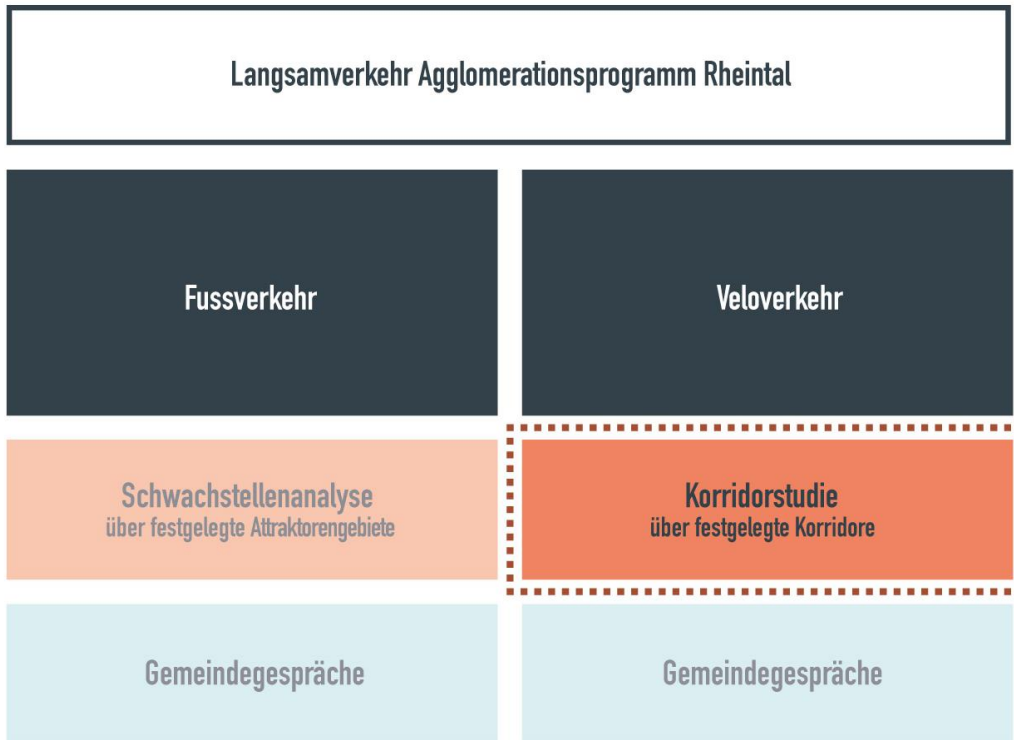 Langsamverkehr Agglomerationsprogramm Rheintal
Fussverkehr
Veloverkehr
Schwachstellenanalyse
über festgelegte Attraktorengebiete
Korridorstudie
über festgelegte Korridore
Gemeindegespräche
Gemeindegespräche